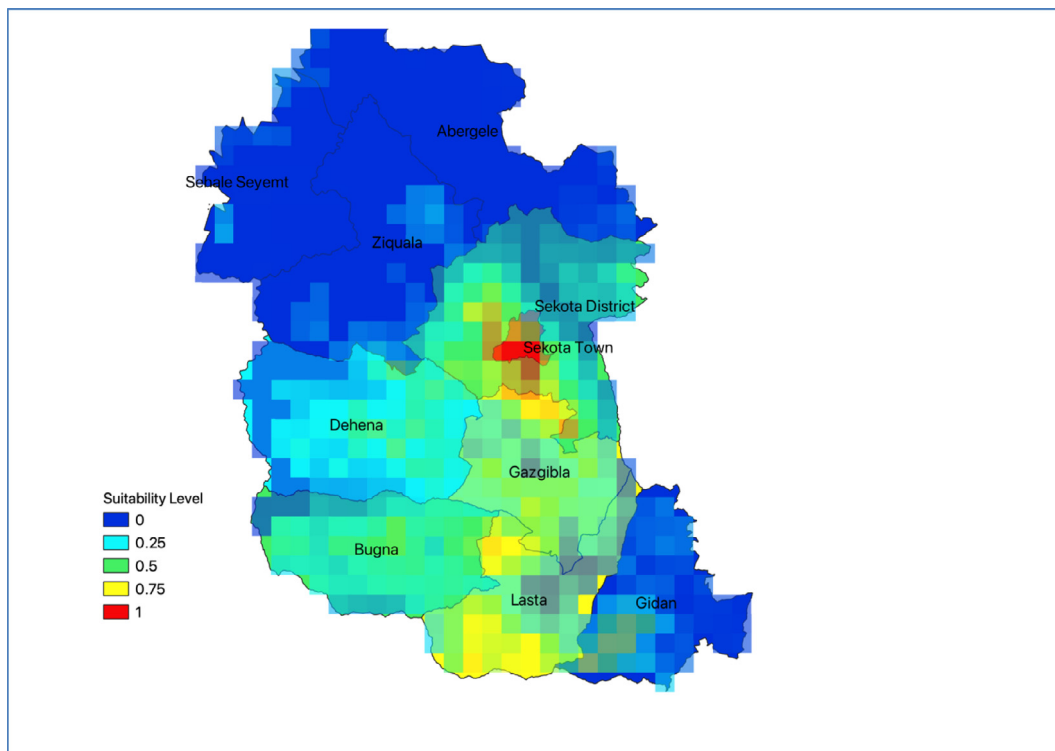 Abergele
Sehale Seyemt
Ziquala
Sekota District
Sekota Town
Dehena
Gazgibla
Suitability Level
0
0.25
0.5
0.75
1
Bugna
Lasta
Gidan